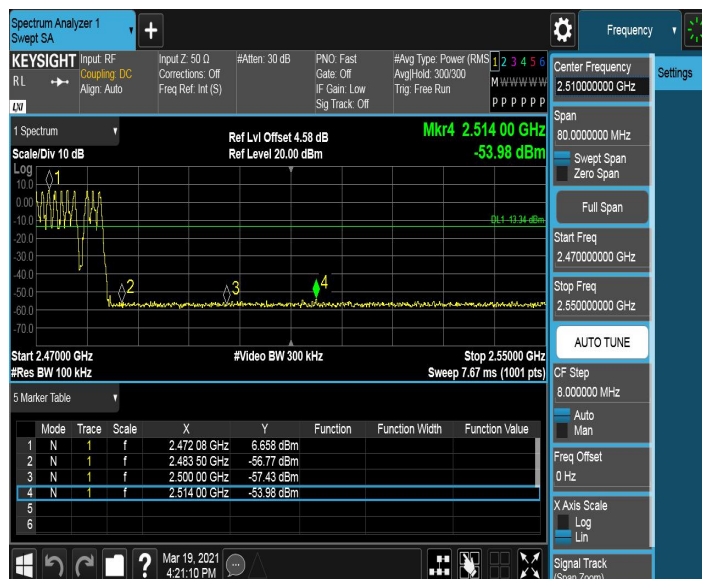 Spectrum Analyzer 1
Swept SA
+
Frequency
KEYSIGHT Input: RF Input Z: 50 Ω #Atten: 30 dB PNO: Fast #Avg Type: Power (RMS 1 2 3 4 5 6
R L Coupling: DC Corrections: Off Gate: Off Avg|Hold: 300/300 M W W W W W
Align: Auto Freq Ref: Int (S) IF Gain: Low Trig: Free Run
LXI Sig Track: Off P P P P P P
1 Spectrum
Ref Lvl Offset 4.58 dB Mkr4 2.514 00 GHz
Scale/Div 10 dB Ref Level 20.00 dBm -53.98 dBm
Log
10.0
0.00
-10.0
-20.0
-30.0
-40.0
-50.0
-60.0
-70.0
1
DL1 -13.34 dBm
2
3
4
Start 2.47000 GHz #Video BW 300 kHz Stop 2.55000 GHz
#Res BW 100 kHz Sweep 7.67 ms (1001 pts)
5 Marker Table
Mode Trace Scale X Y Function Function Width Function Value
1 N 1 f 2.472 08 GHz 6.658 dBm
2 N 1 f 2.483 50 GHz -56.77 dBm
3 N 1 f 2.500 00 GHz -57.43 dBm
4 N 1 f 2.514 00 GHz -53.98 dBm
5
6
? Mar 19, 2021
4:21:10 PM
Center Frequency
2.510000000 GHz
Settings
Span
80.0000000 MHz
Swept Span
Zero Span
Full Span
Start Freq
2.470000000 GHz
Stop Freq
2.550000000 GHz
AUTO TUNE
CF Step
8.000000 MHz
Auto
Man
Freq Offset
0 Hz
X Axis Scale
Log
Lin
Signal Track
(Span Zoom)